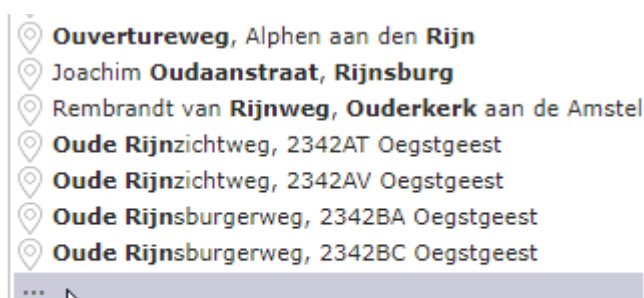 Ouvertureweg, Alphen aan den Rijn
Joachim Oudaanstraat, Rijnsburg
Rembrandt van Rijnweg, Ouderkerk aan de Amstel
Oude Rijnzichtweg, 2342AT Oegstgeest
Oude Rijnzichtweg, 2342AV Oegstgeest
Oude Rijnsburgerweg, 2342BA Oegstgeest
Oude Rijnsburgerweg, 2342BC Oegstgeest
...